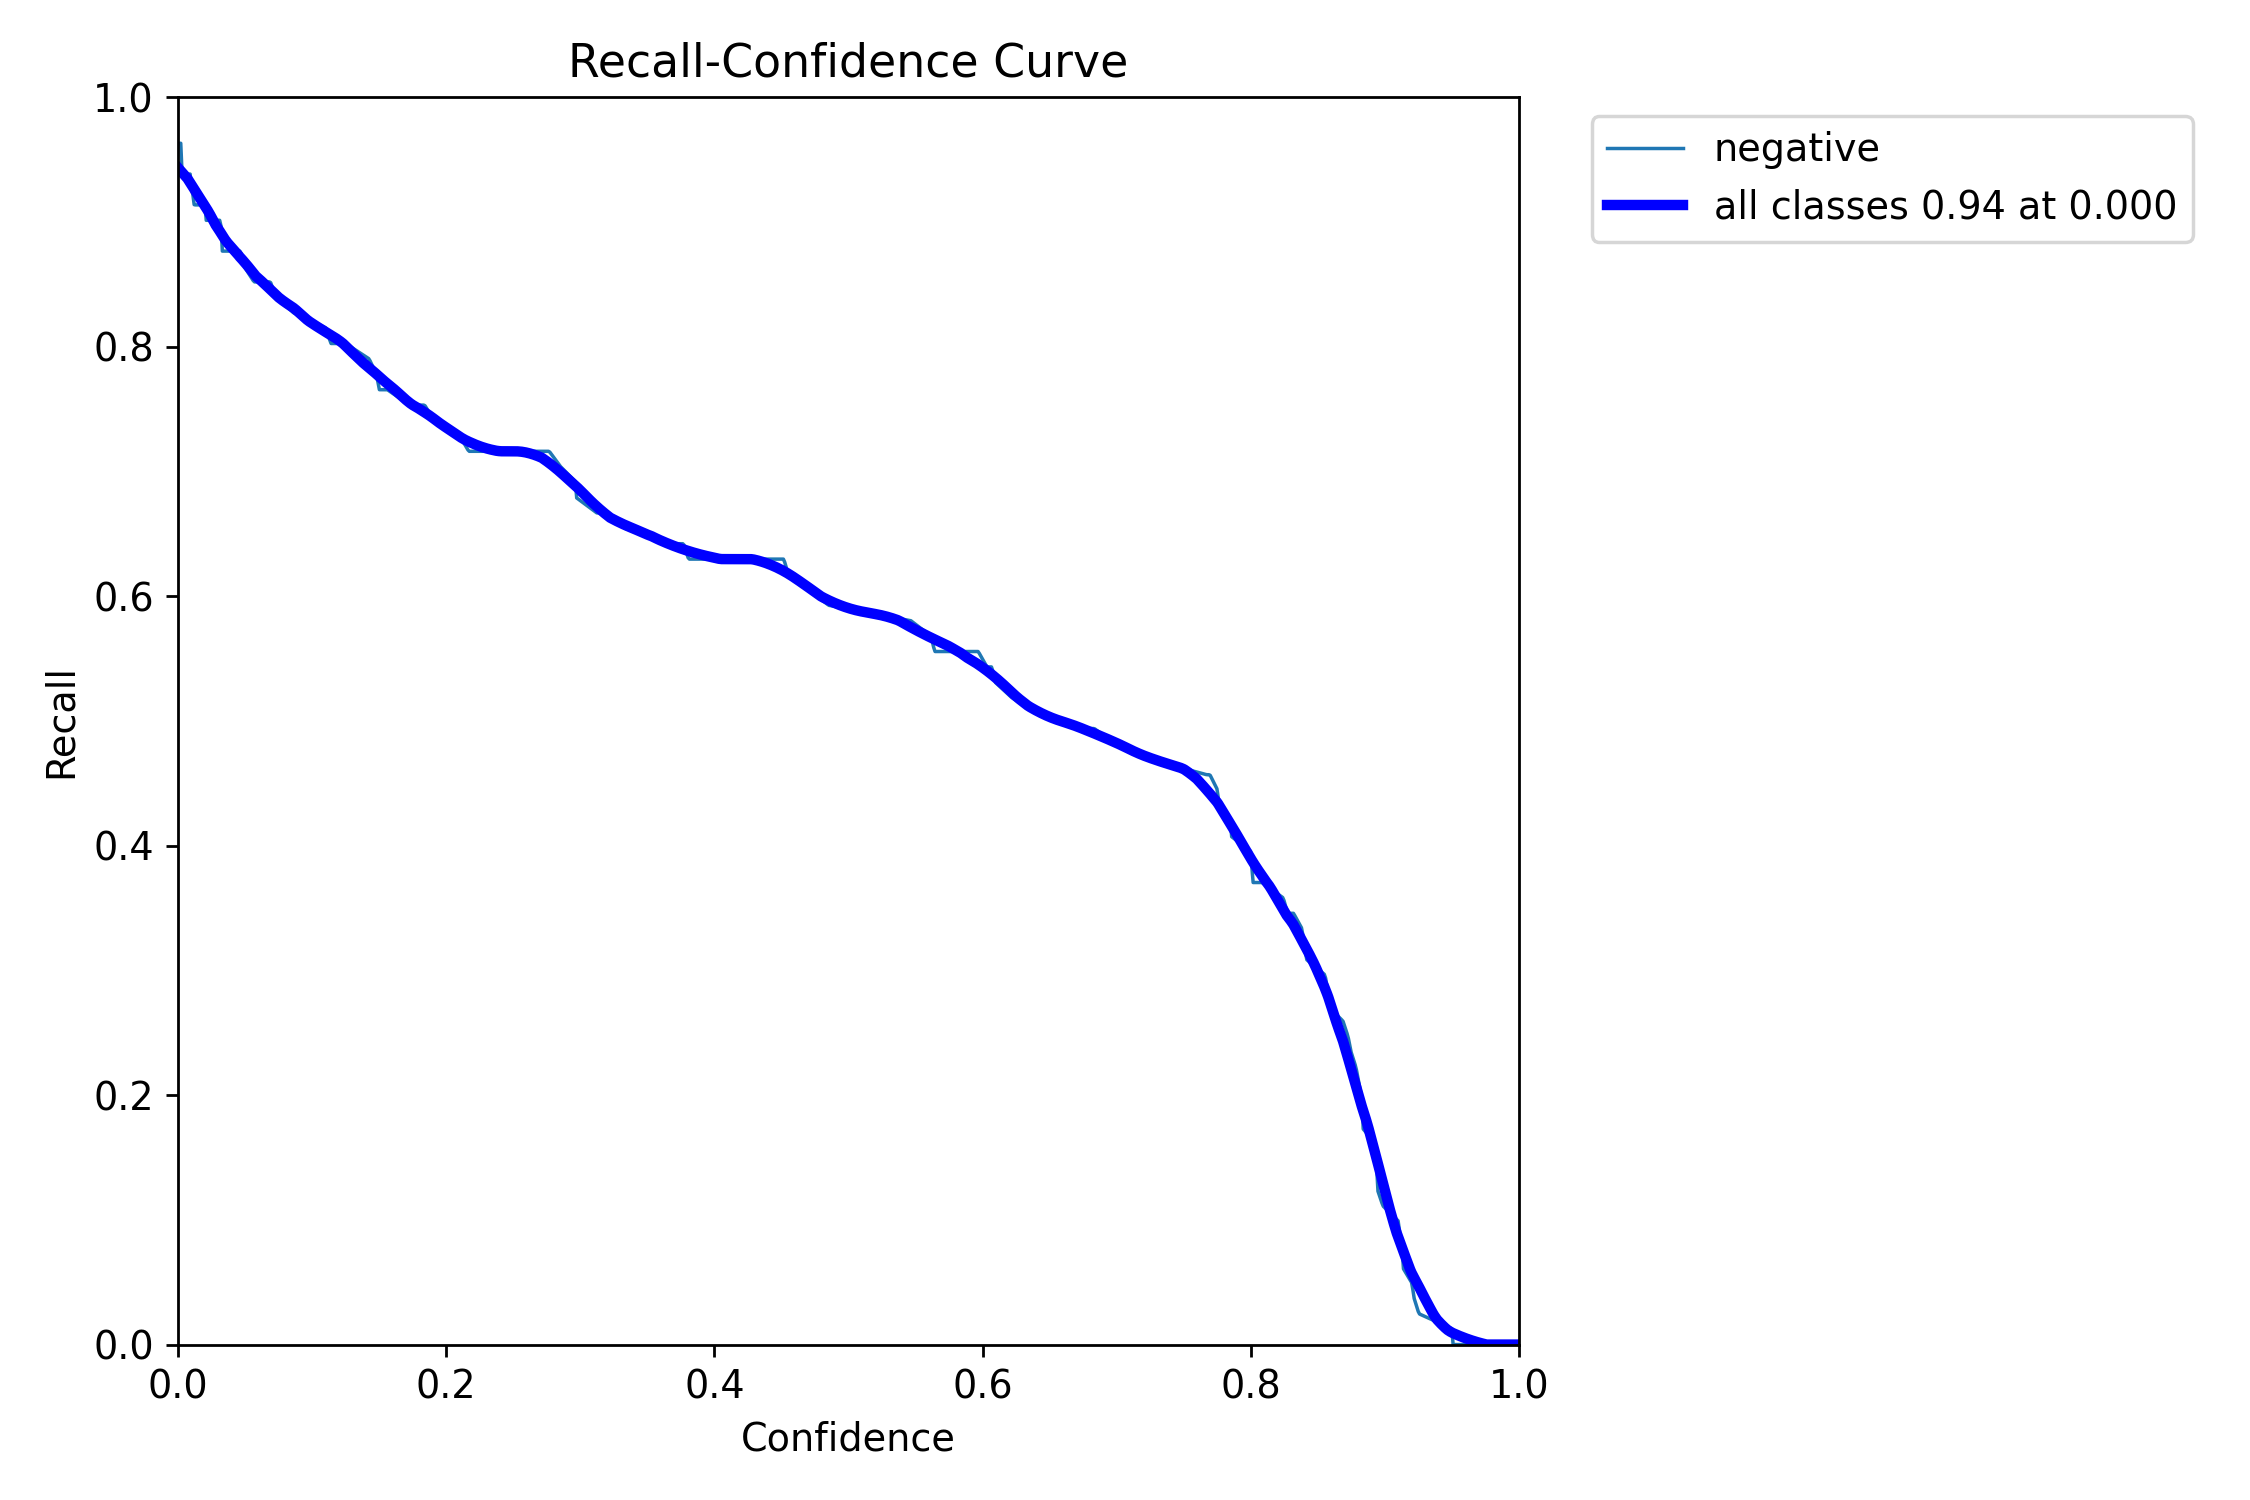 Recall-Confidence Curve
1.0
0.8
0.6
0.4
0.2
0.0
Recall
0.0 0.2 0.4 0.6 0.8 1.0
Confidence
negative
all classes 0.94 at 0.000